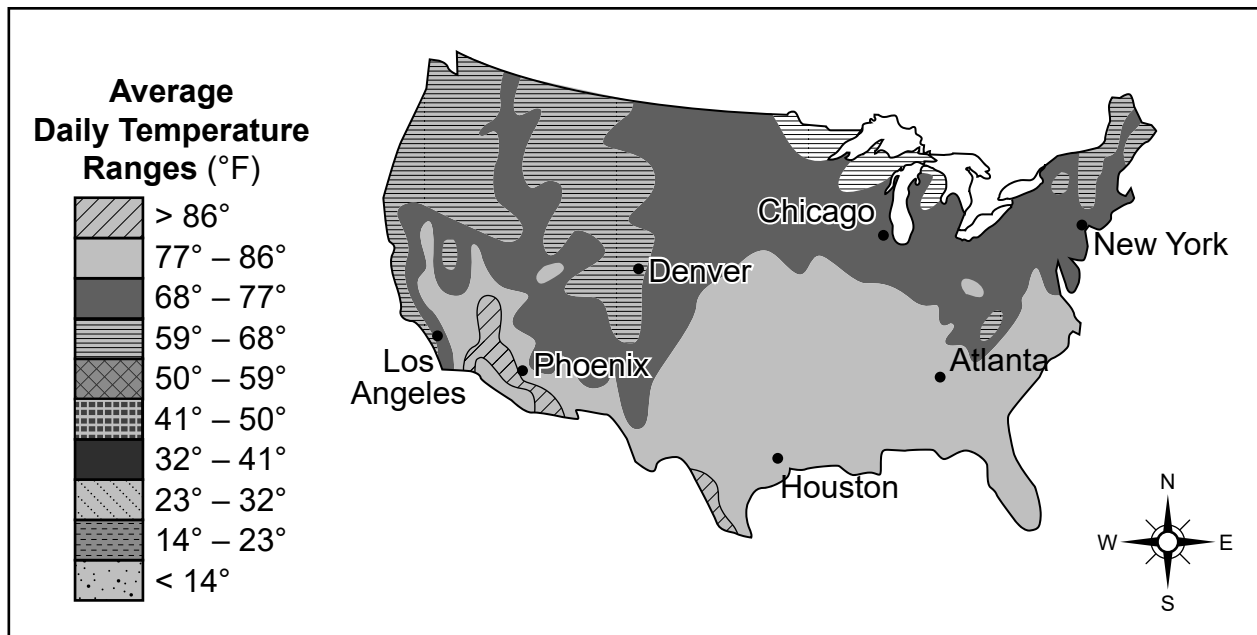 Average
Daily Temperature
Ranges (°F)
> 86°
77° – 86°
68° – 77°
59° – 68°
50° – 59°
41° – 50°
32° – 41°
23° – 32°
14° – 23°
< 14°
Chicago
New York
Denver
Los
Angeles
Phoenix
Atlanta
Houston
N
W
E
S